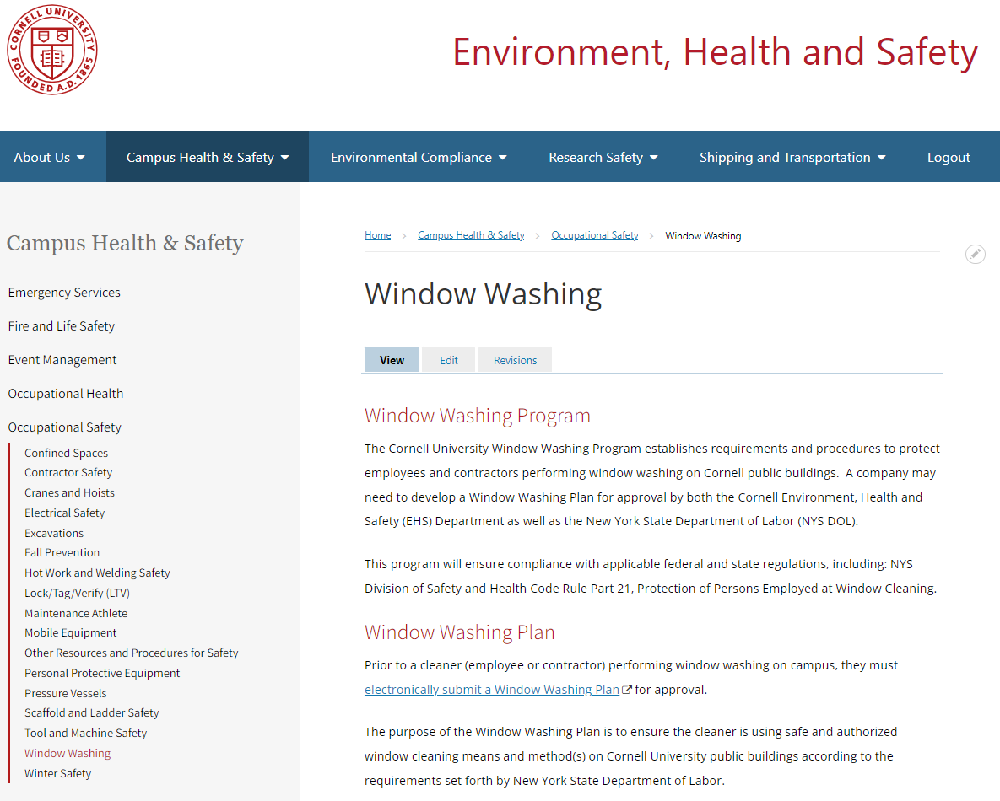 CORNELL UNIVERSITY
FOUNDED A.D. 1865
Environment, Health and Safety
About Us
Campus Health & Safety
Environmental Compliance
Research Safety
Shipping and Transportation
Logout
Campus Health & Safety
Emergency Services
Fire and Life Safety
Event Management
Occupational Health
Occupational Safety
Confined Spaces
Contractor Safety
Cranes and Hoists
Electrical Safety
Excavations
Fall Prevention
Hot Work and Welding Safety
Lock/Tag/Verify (LTV)
Maintenance Athlete
Mobile Equipment
Other Resources and Procedures for Safety
Personal Protective Equipment
Pressure Vessels
Scaffold and Ladder Safety
Tool and Machine Safety
Window Washing
Winter Safety
Home > Campus Health & Safety > Occupational Safety > Window Washing
Window Washing
View
Edit
Revisions
Window Washing Program
The Cornell University Window Washing Program establishes requirements and procedures to protect
employees and contractors performing window washing on Cornell public buildings.  A company may
need to develop a Window Washing Plan for approval by both the Cornell Environment, Health and
Safety (EHS) Department as well as the New York State Department of Labor (NYS DOL).
This program will ensure compliance with applicable federal and state regulations, including: NYS
Division of Safety and Health Code Rule Part 21, Protection of Persons Employed at Window Cleaning.
Window Washing Plan
Prior to a cleaner (employee or contractor) performing window washing on campus, they must
electronically submit a Window Washing Plan for approval.
The purpose of the Window Washing Plan is to ensure the cleaner is using safe and authorized
window cleaning means and method(s) on Cornell University public buildings according to the
requirements set forth by New York State Department of Labor.